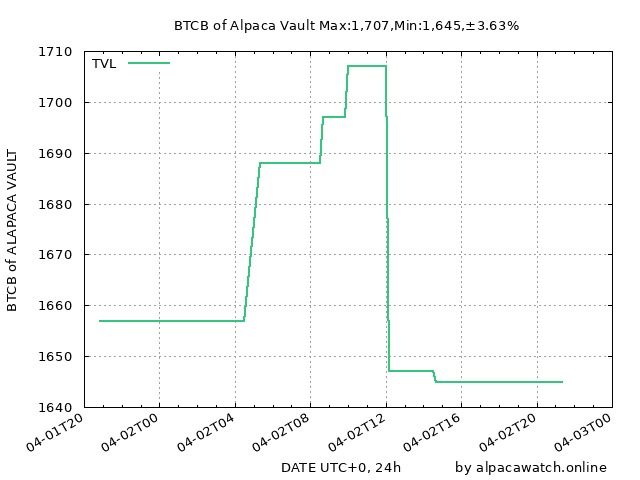 BTCB of Alpaca Vault Max:1,707,Min:1,645,±3.63%
TVL
1710
1700
1690
1680
1670
1660
1650
1640
BTCB of ALAPACA VAULT
04-01T20
04-02T00
04-02T04
04-02T08
04-02T12
04-02T16
04-02T20
04-03T00
DATE UTC+0, 24h
by alpacawatch.online